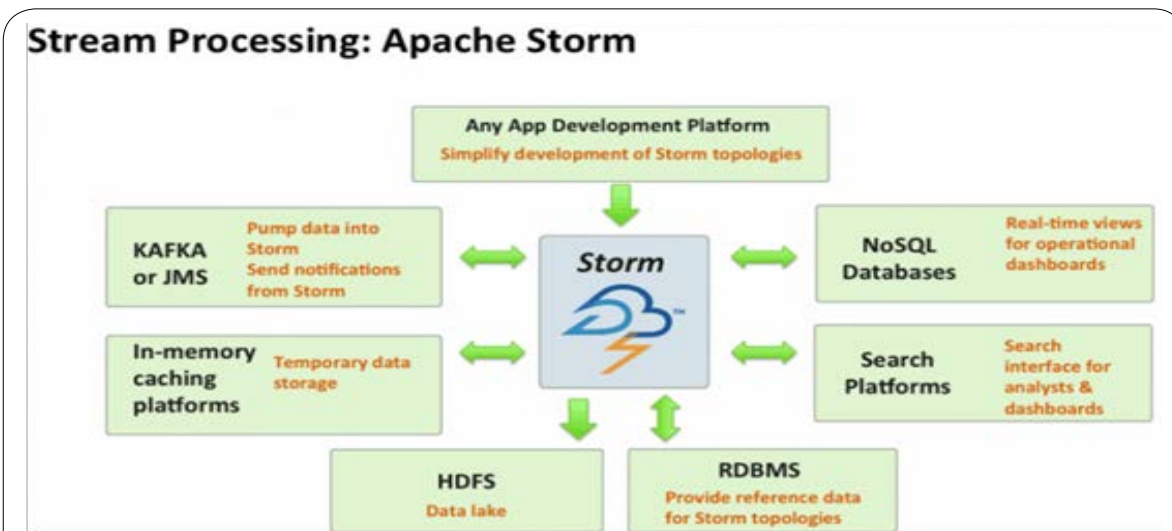 Stream Processing: Apache Storm
Any App Development Platform
Simplify development of Storm topologies
KAFKA
or JMS
Pump data into
Storm
Send notifications
from Storm
Storm
TM
NoSQL
Databases
Real-time views
for operational
dashboards
In-memory
caching
platforms
Temporary data
storage
Search
Platforms
Search
interface for
analysts &
dashboards
HDFS
Data lake
RDBMS
Provide reference data
for Storm topologies